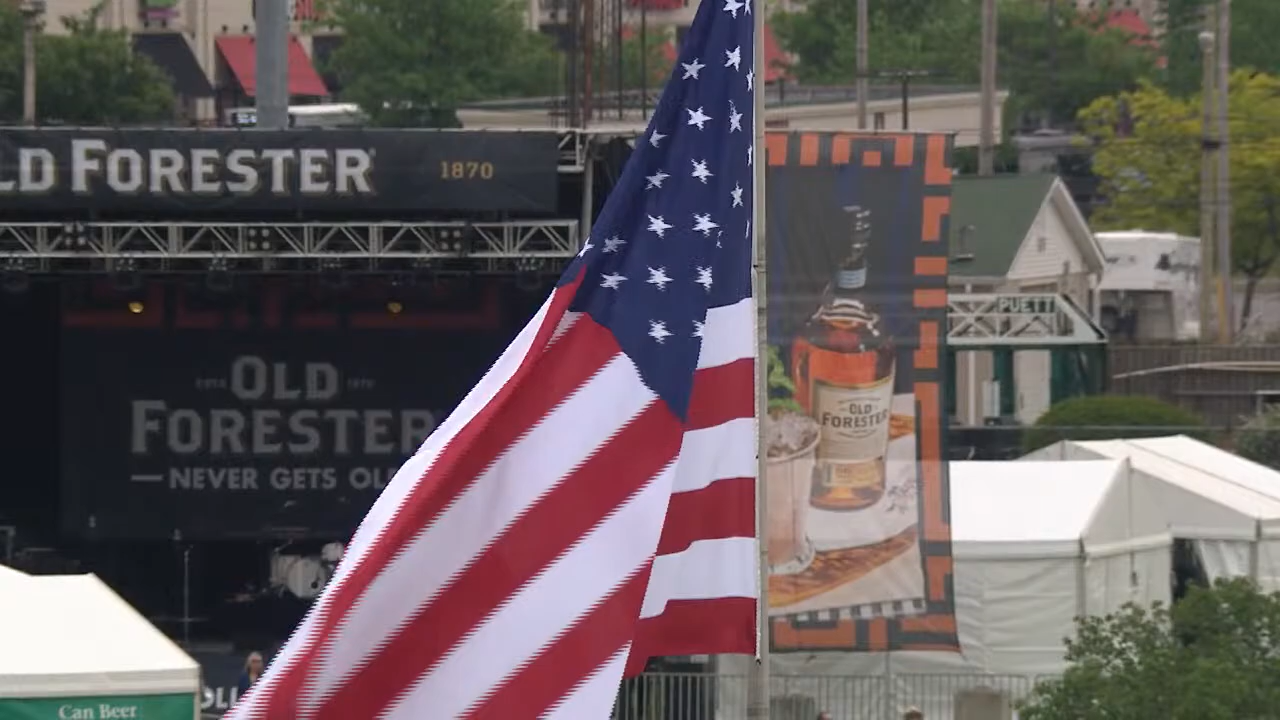 LD FORESTER
1870
OLD
FORESTER
NEVER GETS OL
PUETT
OLD
FORESTER
Can Beer